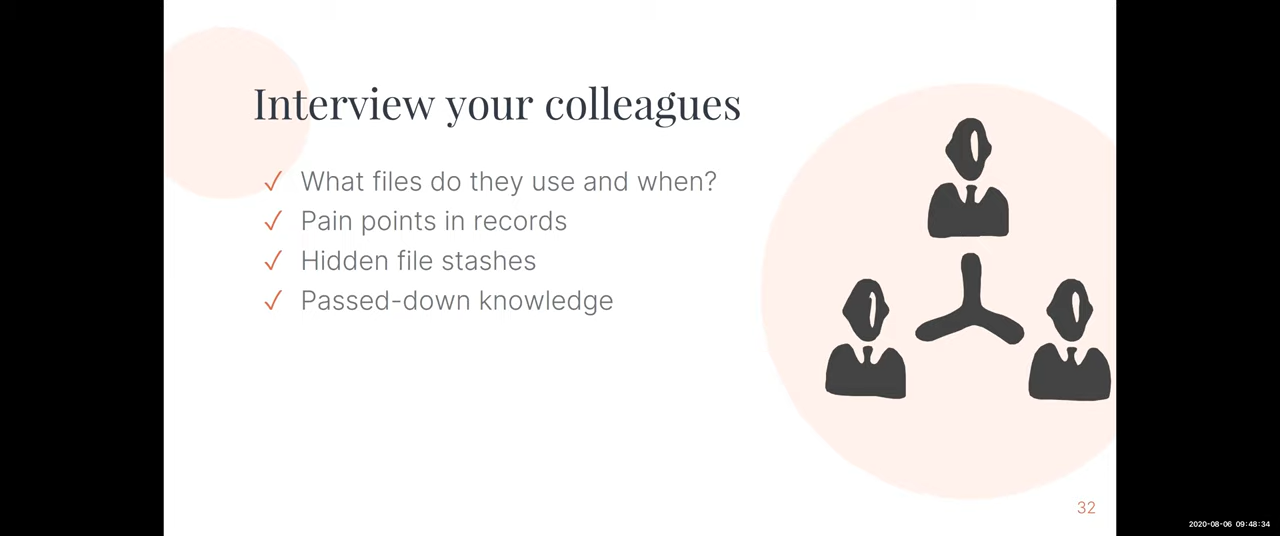 Interview your colleagues
✓ What files do they use and when?
✓ Pain points in records
✓ Hidden file stashes
✓ Passed-down knowledge
32
2020-08-06 09:48:34